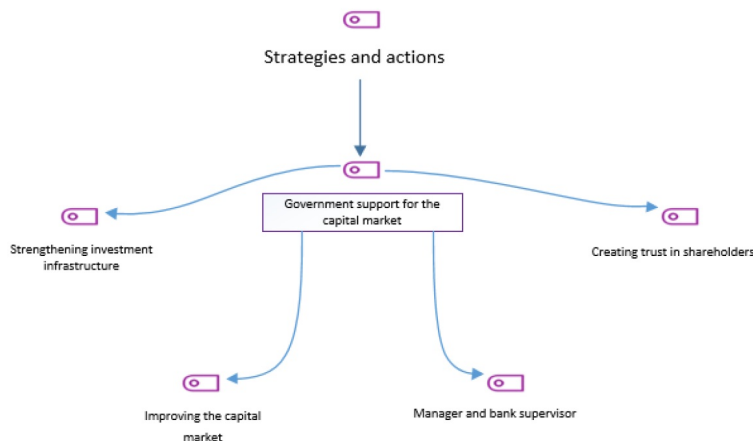 Strategies and actions
Government support for the
capital market
Strengthening investment
infrastructure
Creating trust in shareholders
Improving the capital
market
Manager and bank supervisor